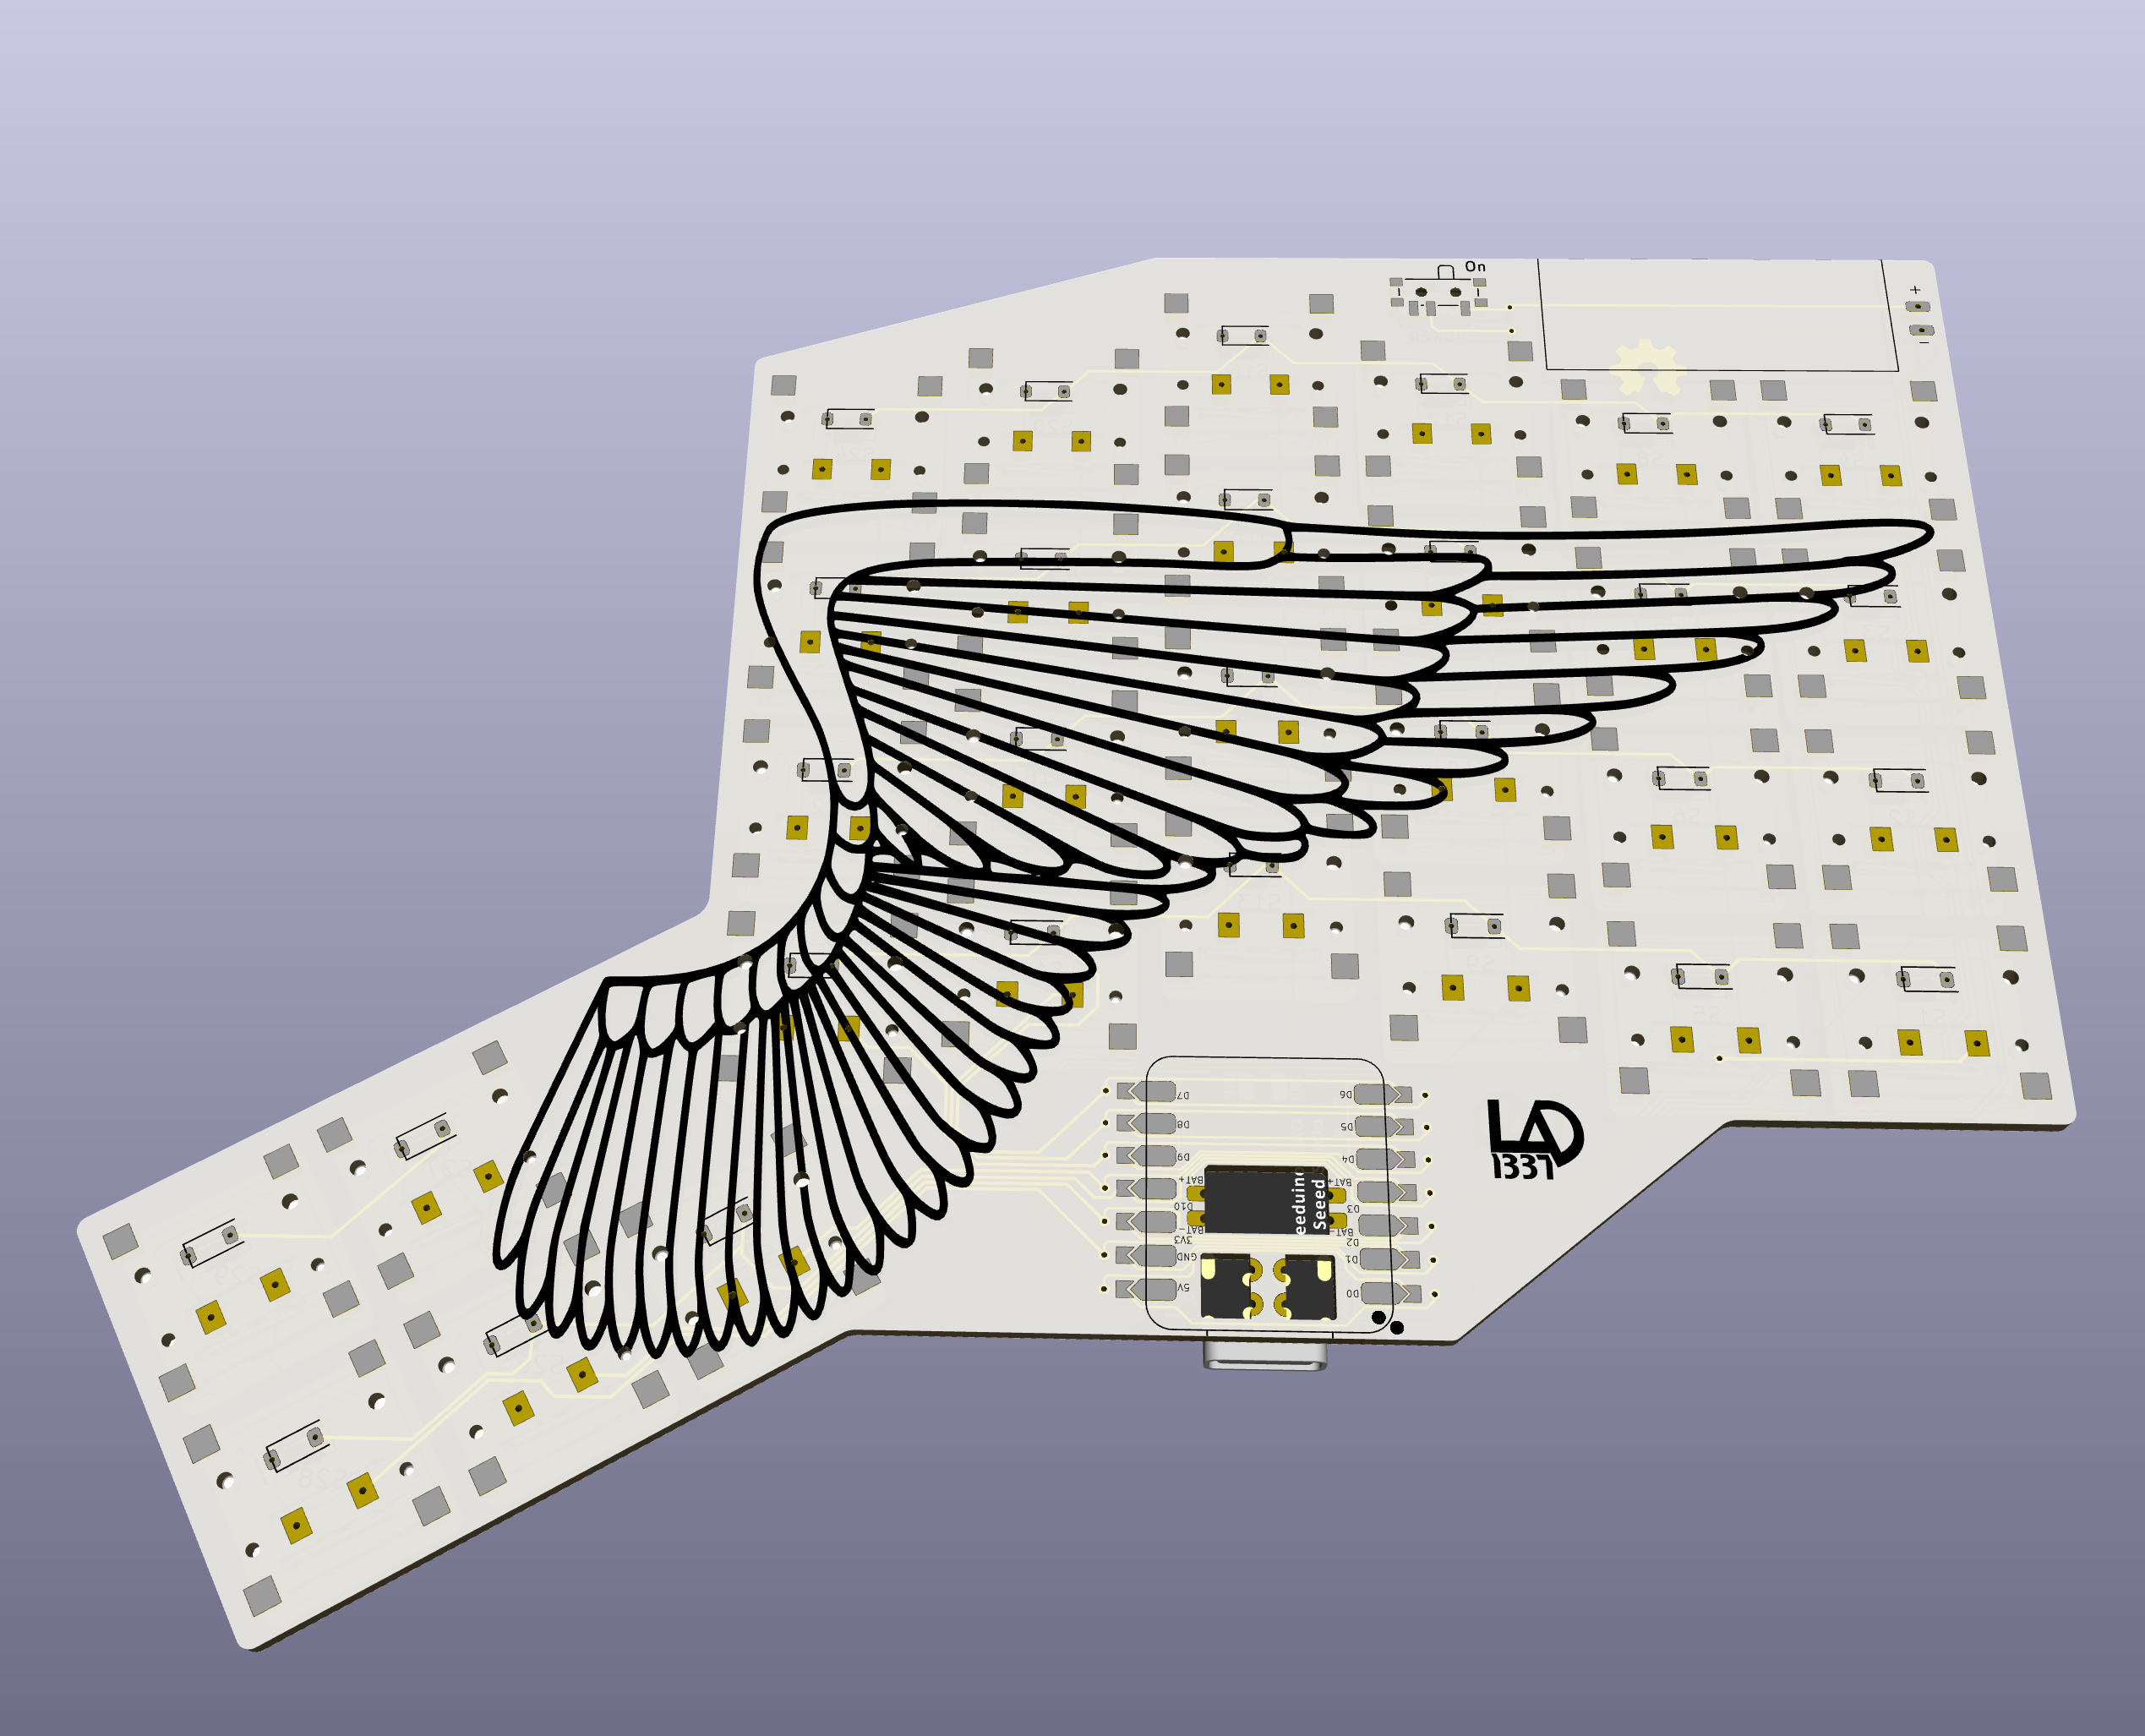 On
+
−
D7
D6
D8
D5
D9
D4
BAT+
BAT+
D10
D3
BAT-
BAT-
3V3
D2
GND
D1
5V
D0
eeduino
Seeed
LAD
1337